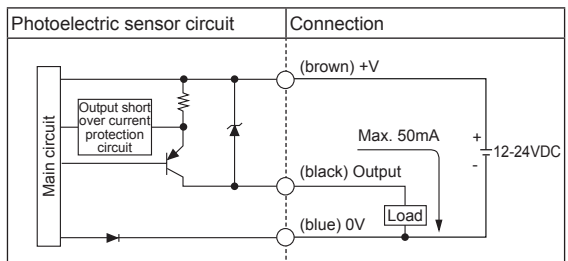 Photoelectric sensor circuit
Connection
(brown) +V
Output short
over current
protection
circuit
Main circuit
Max. 50mA
+
12-24VDC
-
(black) Output
Load
(blue) 0V